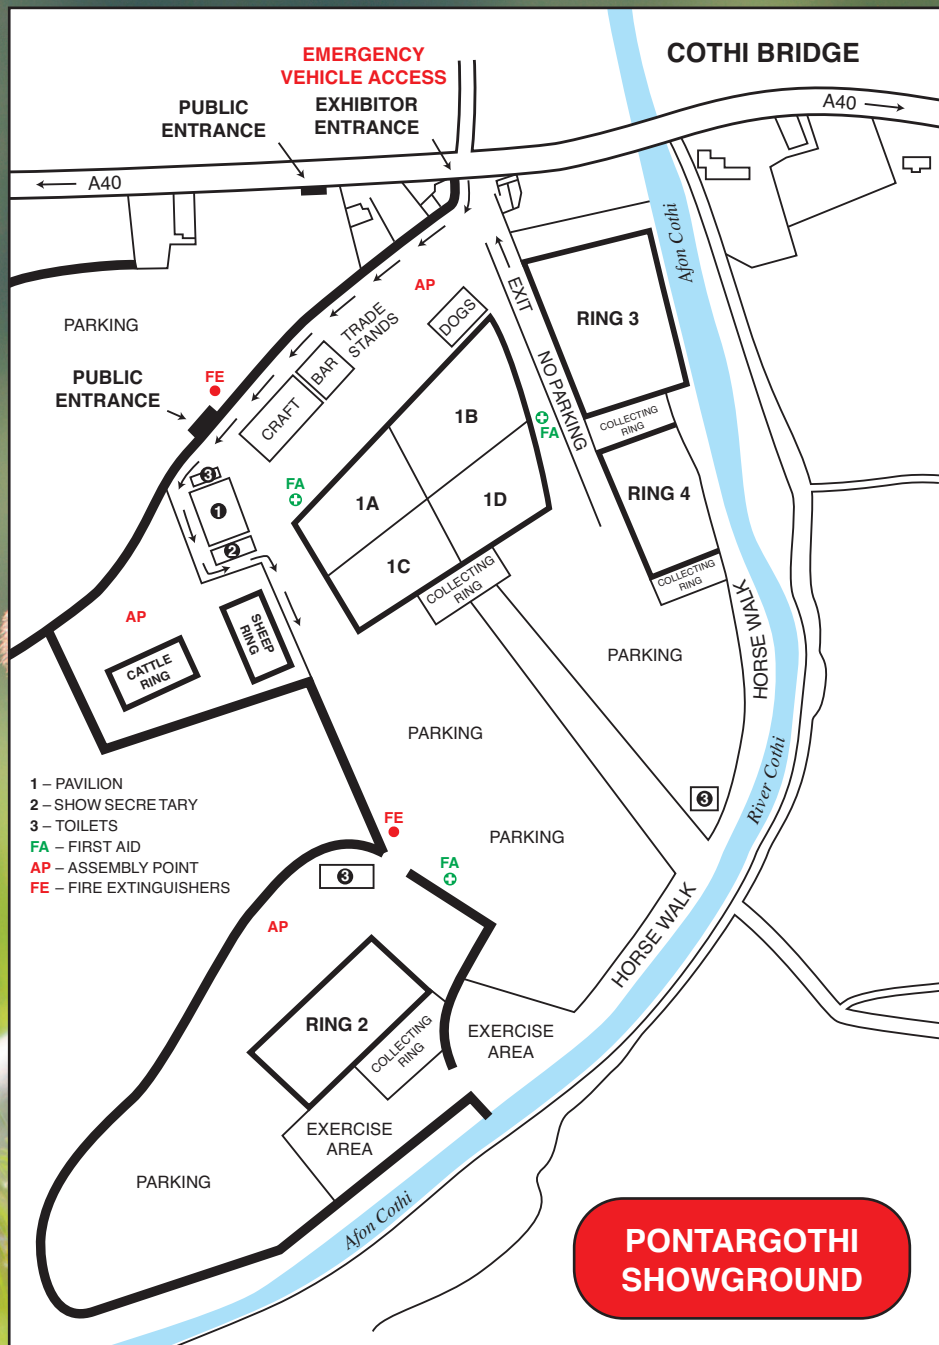 COTHI BRIDGE
EMERGENCY
VEHICLE ACCESS
EXHIBITOR
ENTRANCE
PUBLIC
ENTRANCE
A40
A40
Afon Cothi
PARKING
AP
EXIT
RING 3
TRADE
STANDS
DOGS
BAR
CRAFT
NO PARKING
FE
PUBLIC
ENTRANCE
1B
FA
COLLECTING
RING
3
FA
1
1A
1D
RING 4
2
1C
COLLECTING
RING
COLLECTING
RING
AP
SHEEP
RING
CATTLE
RING
HORSE WALK
PARKING
PARKING
1 – PAVILION
2 – SHOW SECRETARY
3 – TOILETS
FA – FIRST AID
AP – ASSEMBLY POINT
FE – FIRE EXTINGUISHERS
3
River Cothi
FE
PARKING
FA
3
HORSE WALK
AP
RING 2
COLLECTING
RING
EXERCISE
AREA
EXERCISE
AREA
PARKING
Afon Cothi
PONTARGOTHI
SHOWGROUND